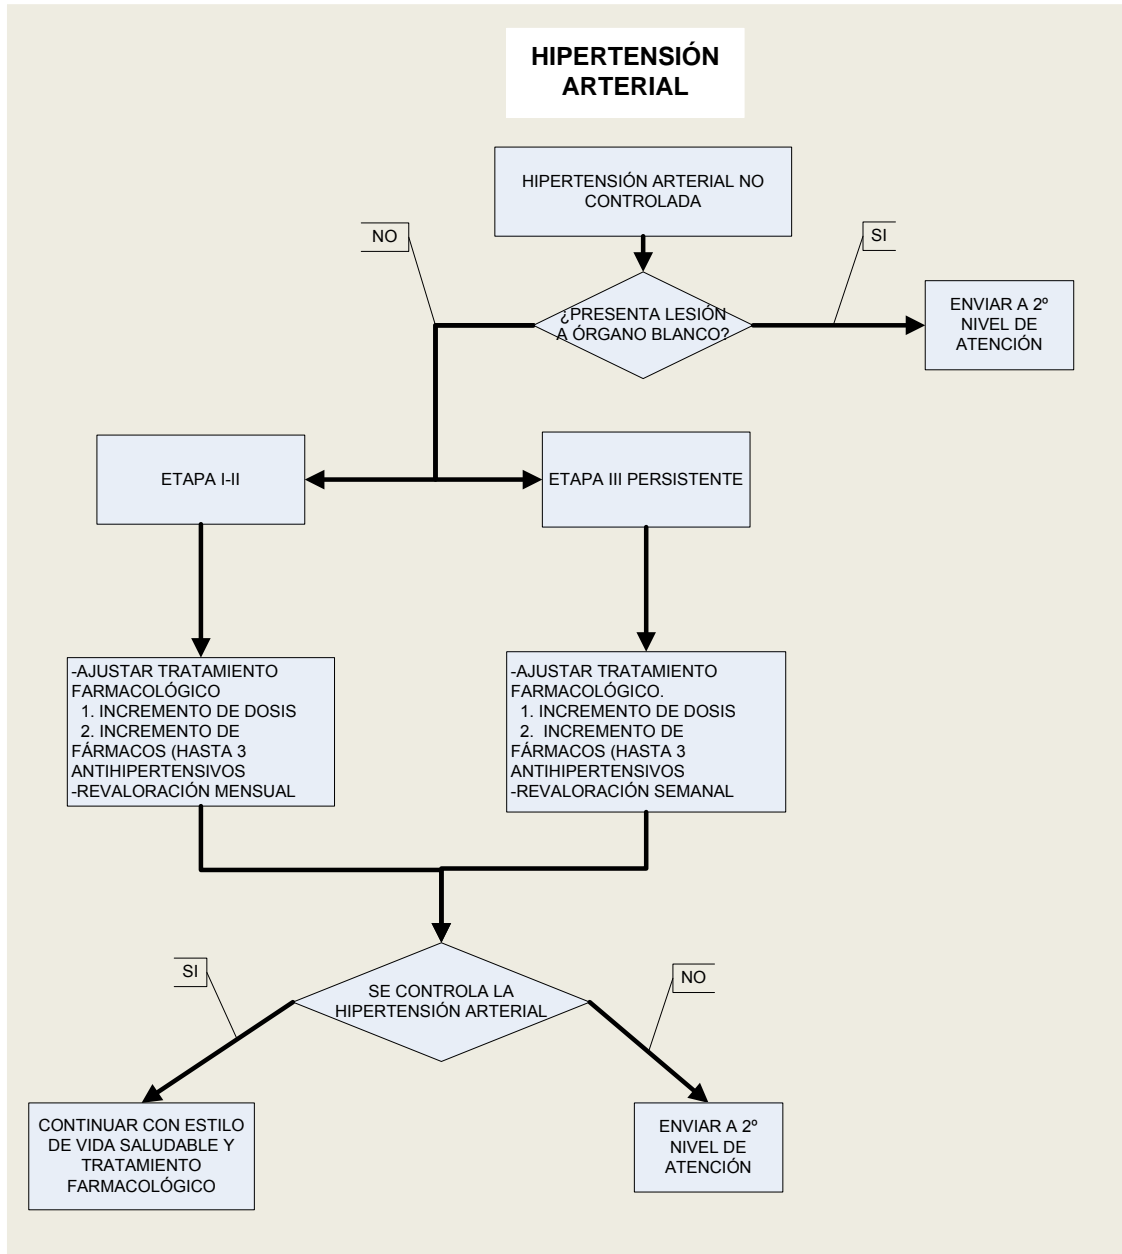 HIPERTENSIÓN
ARTERIAL
HIPERTENSIÓN ARTERIAL NO
CONTROLADA
NO
SI
¿PRESENTA LESIÓN
A ÓRGANO BLANCO?
ENVIAR A 2º
NIVEL DE
ATENCIÓN
ETAPA I-II
ETAPA III PERSISTENTE
-AJUSTAR TRATAMIENTO
FARMACOLÓGICO
1. INCREMENTO DE DOSIS
2. INCREMENTO DE
FÁRMACOS (HASTA 3
ANTIHIPERTENSIVOS
-REVALORACIÓN MENSUAL
-AJUSTAR TRATAMIENTO
FARMACOLÓGICO.
1. INCREMENTO DE DOSIS
2. INCREMENTO DE
FÁRMACOS (HASTA 3
ANTIHIPERTENSIVOS
-REVALORACIÓN SEMANAL
SI
NO
SE CONTROLA LA
HIPERTENSIÓN ARTERIAL
CONTINUAR CON ESTILO
DE VIDA SALUDABLE Y
TRATAMIENTO
FARMACOLÓGICO
ENVIAR A 2º
NIVEL DE
ATENCIÓN